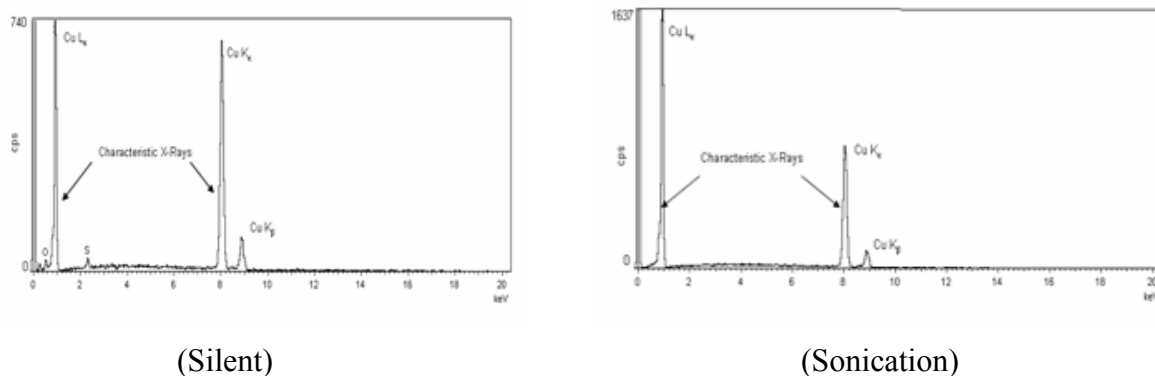 740
Cu Lα
Cu Kα
cps
Characteristic X-Rays
Cu Kβ
O
S
0
0 2 4 6 8 10 12 14 16 18 20
keV
(Silent)
1637
Cu Lα
Cu Kα
cps
Characteristic X-Rays
Cu Kβ
0
0 2 4 6 8 10 12 14 16 18 20
keV
(Sonication)